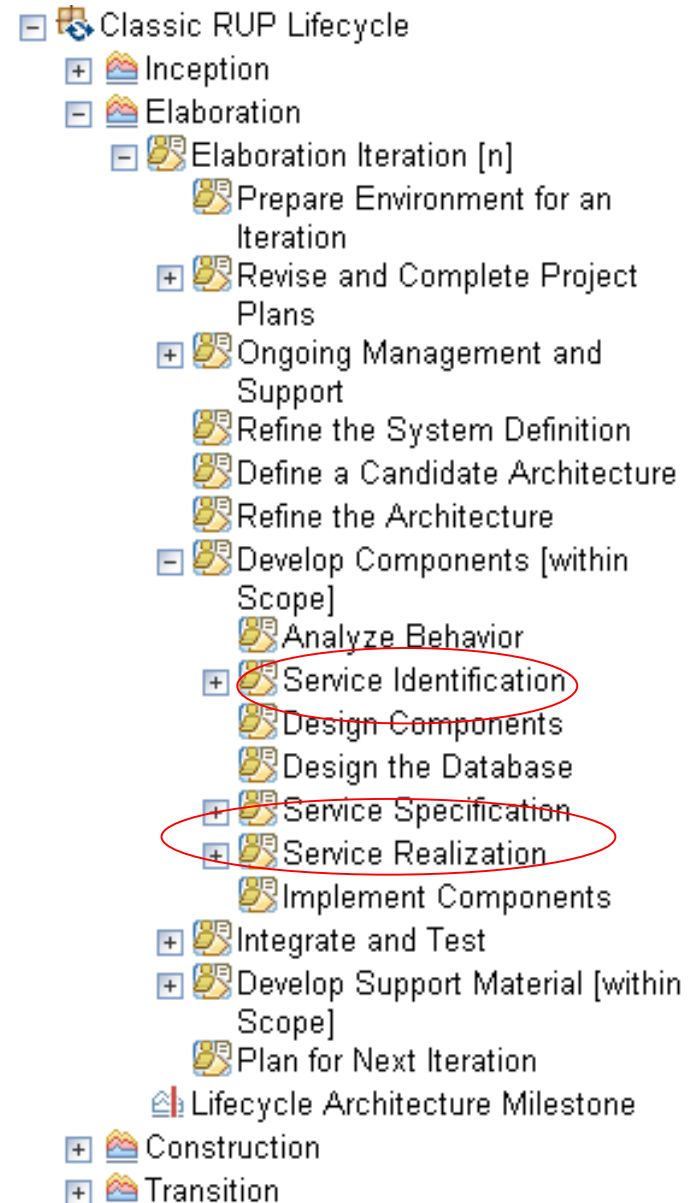 Classic RUP Lifecycle
Inception
Elaboration
Elaboration Iteration [n]
Prepare Environment for an
Iteration
Revise and Complete Project
Plans
Ongoing Management and
Support
Refine the System Definition
Define a Candidate Architecture
Refine the Architecture
Develop Components [within
Scope]
Analyze Behavior
Service Identification
Design Components
Design the Database
Service Specification
Service Realization
Implement Components
Integrate and Test
Develop Support Material [within
Scope]
Plan for Next Iteration
Lifecycle Architecture Milestone
Construction
Transition